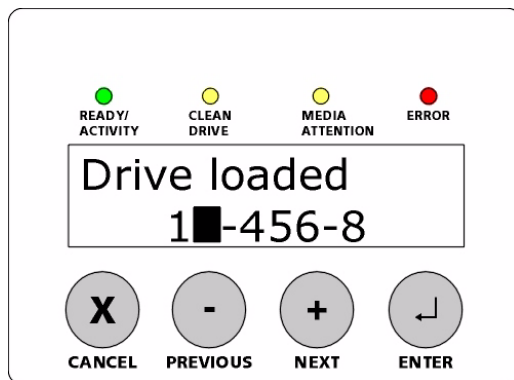 READY/
ACTIVITY
CLEAN
DRIVE
MEDIA
ATTENTION
ERROR
Drive loaded
1■-456-8
X
-
+
↵
CANCEL
PREVIOUS
NEXT
ENTER